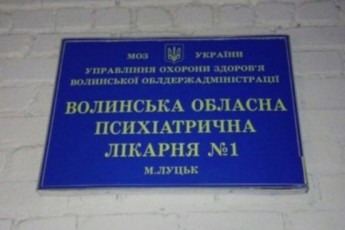 МОЗ УКРАЇНИ
УПРАВЛІННЯ ОХОРОНИ ЗДОРОВ'Я
ВОЛИНСЬКОЇ ОБЛДЕРЖАДМІНІСТРАЦІЇ
ВОЛИНСЬКА ОБЛАСНА
ПСИХІАТРИЧНА
ЛІКАРНЯ №1
М.ЛУЦЬК